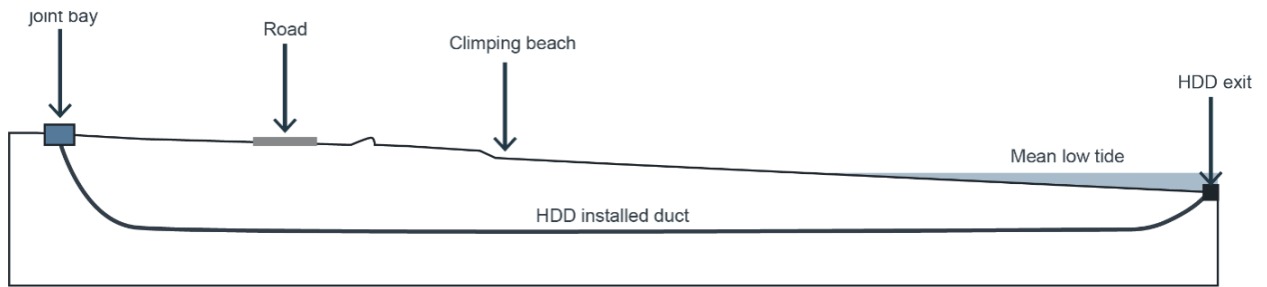 joint bay
Road
Climping beach
HDD exit
Mean low tide
HDD installed duct